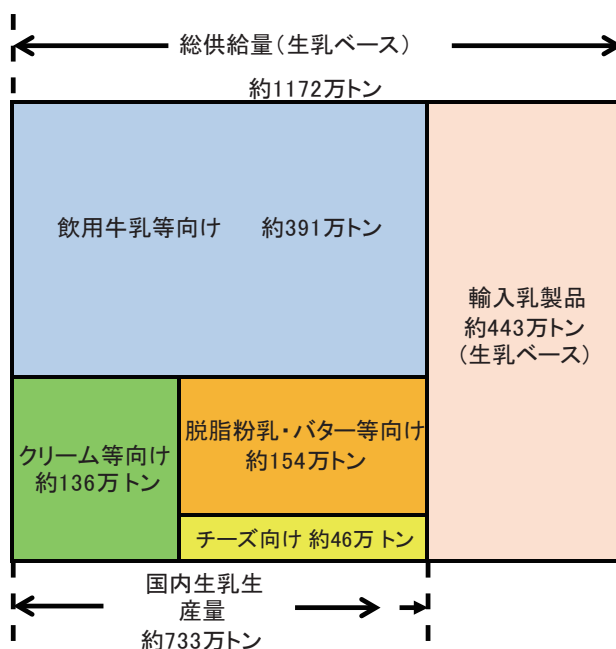 総供給量(生乳ベース)
約1172万トン
飲用牛乳等向け 約391万トン
輸入乳製品
約443万トン
(生乳ベース)
クリーム等向け
約136万トン
脱脂粉乳・バター等向け
約154万トン
チーズ向け 約46万トン
国内生乳生
産量
約733万トン